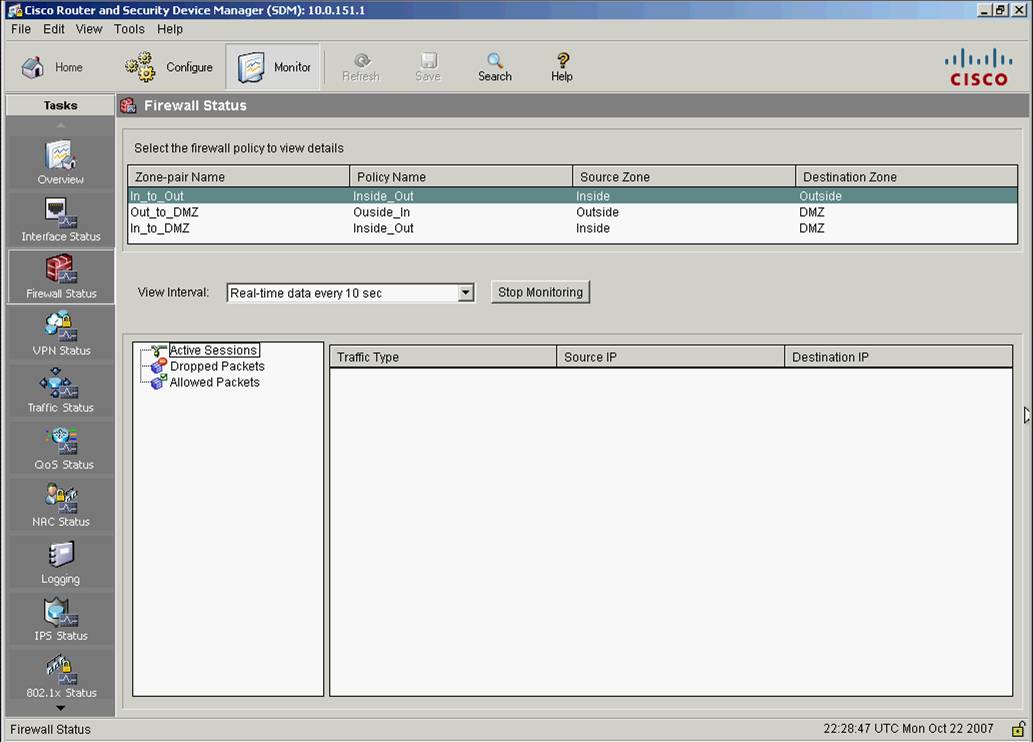 Cisco Router and Security Device Manager (SDM): 10.0.151.1
File Edit View Tools Help
Home Configure Monitor Refresh Save Search Help
CISCO
Tasks
Firewall Status
Overview
Interface Status
Firewall Status
VPN Status
Traffic Status
QoS Status
NAC Status
Logging
IPS Status
802.1x Status
Select the firewall policy to view details
Zone-pair Name Policy Name Source Zone Destination Zone
In_to_Out Inside_Out Inside Outside
Out_to_DMZ Ouside_In Outside DMZ
In_to_DMZ Inside_Out Inside DMZ
View Interval: Real-time data every 10 sec Stop Monitoring
Active Sessions
Dropped Packets
Allowed Packets
Traffic Type Source IP Destination IP
Firewall Status 22:28:47 UTC Mon Oct 22 2007